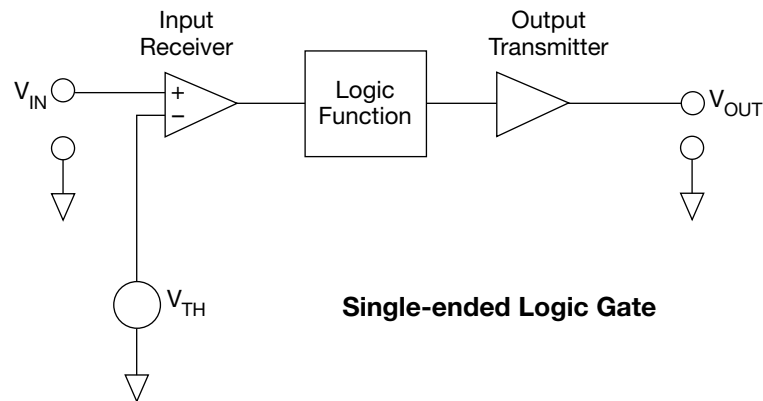 Input
Receiver
Output
Transmitter
V_IN
+
−
Logic
Function
V_OUT
V_TH
Single-ended Logic Gate